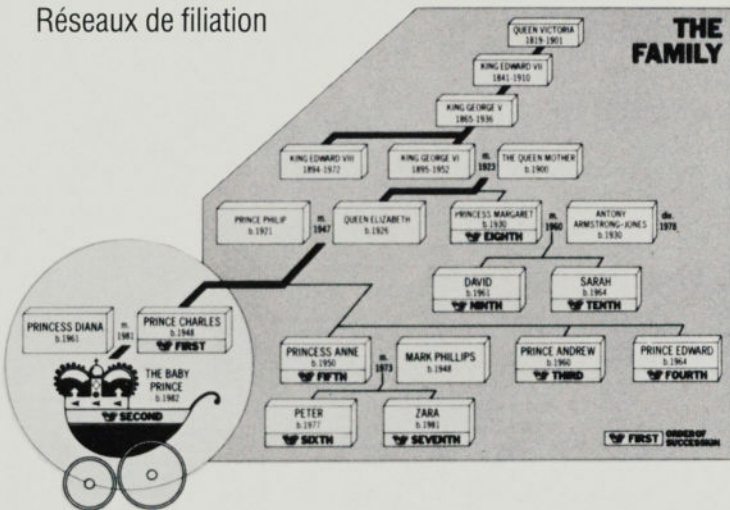 Réseaux de filiation
THE
FAMILY
QUEEN VICTORIA
1819-1901
KING EDWARD VII
1841-1910
KING GEORGE V
1865-1936
KING EDWARD VIII
1894-1972
KING GEORGE VI
1895-1952
m.
1923
THE QUEEN MOTHER
b.1900
PRINCE PHILIP
b.1921
m.
1947
QUEEN ELIZABETH
b.1926
PRINCESS MARGARET
b.1930
EIGHTH
m.
1960
ANTONY
ARMSTRONG-JONES
b.1930
div.
1978
DAVID
b.1961
NINTH
SARAH
b.1964
TENTH
PRINCESS DIANA
b.1961
m.
1981
PRINCE CHARLES
b.1948
FIRST
THE BABY
PRINCE
b.1982
SECOND
PRINCESS ANNE
b.1950
FIFTH
m.
1973
MARK PHILLIPS
b.1948
PRINCE ANDREW
b.1960
THIRD
PRINCE EDWARD
b.1964
FOURTH
PETER
b.1977
SIXTH
ZARA
b.1981
SEVENTH
FIRST ORDER OF
SUCCESSION